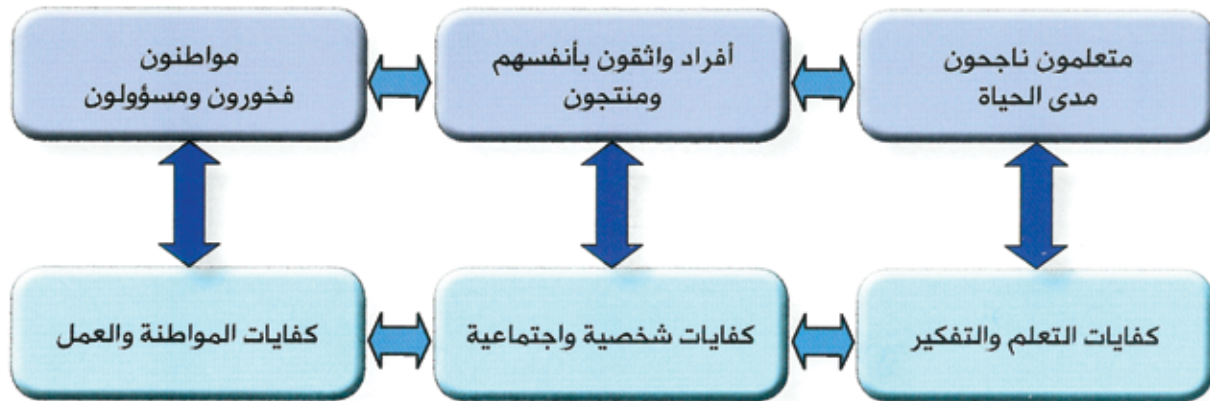 متعلمون ناجحون
مدى الحياة
أفراد واثقون بأنفسهم
ومنتجون
مواطنون
فخورون ومسؤولون
كفايات التعلم والتفكير
كفايات شخصية واجتماعية
كفايات المواطنة والعمل